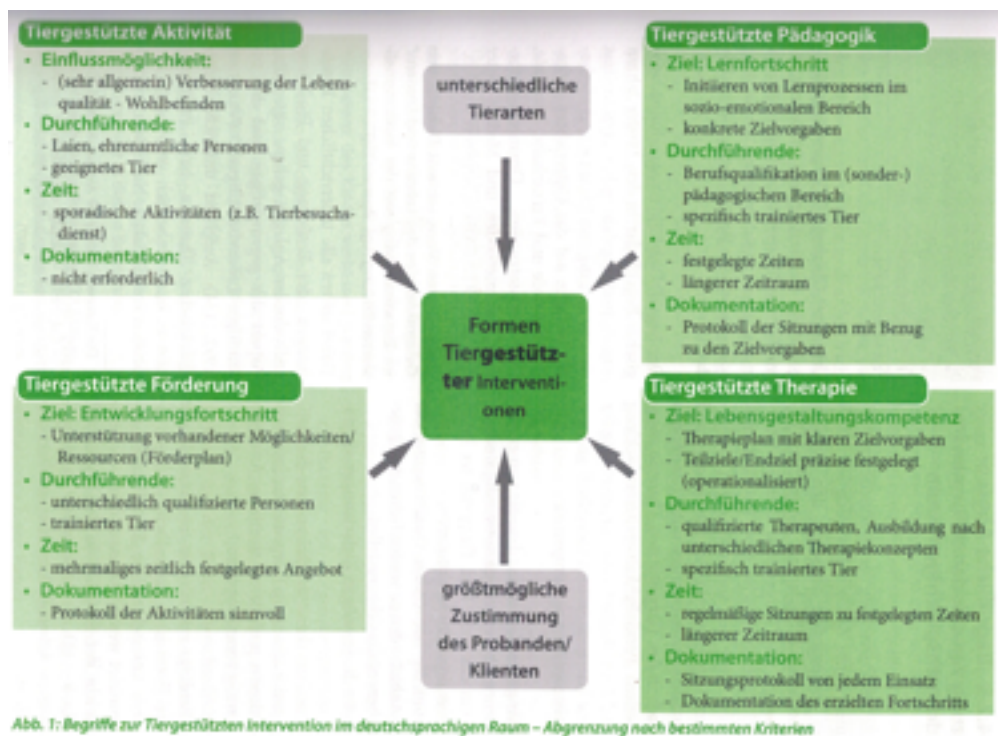 Tiergestützte Aktivität
• Einflussmöglichkeit:
- (sehr allgemein) Verbesserung der Lebens-
qualität - Wohlbefinden
• Durchführende:
- Laien, ehrenamtliche Personen
- geeignetes Tier
• Zeit:
- sporadische Aktivitäten (z.B. Tierbesuchs-
dienst)
• Dokumentation:
- nicht erforderlich
unterschiedliche
Tierarten
Tiergestützte Pädagogik
• Ziel: Lernfortschritt
- Initiieren von Lernprozessen im
sozio-emotionalen Bereich
- konkrete Zielvorgaben
• Durchführende:
- Berufsqualifikation im (sonder-)
pädagogischen Bereich
- spezifisch trainiertes Tier
• Zeit:
- festgelegte Zeiten
- längerer Zeitraum
• Dokumentation:
- Protokoll der Sitzungen mit Bezug
zu den Zielvorgaben
Formen
Tiergestütz-
ter Interventi-
onen
Tiergestützte Förderung
• Ziel: Entwicklungsfortschritt
- Unterstützung vorhandener Möglichkeiten/
Ressourcen (Förderplan)
• Durchführende:
- unterschiedlich qualifizierte Personen
- trainiertes Tier
• Zeit:
- mehrmaliges zeitlich festgelegtes Angebot
• Dokumentation:
- Protokoll der Aktivitäten sinnvoll
größtmögliche
Zustimmung
des Probanden/
Klienten
Tiergestützte Therapie
• Ziel: Lebensgestaltungskompetenz
- Therapieplan mit klaren Zielvorgaben
- Teilziele/Endziel präzise festgelegt
(operationalisiert)
• Durchführende:
- qualifizierte Therapeuten, Ausbildung nach
unterschiedlichen Therapiekonzepten
- spezifisch trainiertes Tier
• Zeit:
- regelmäßige Sitzungen zu festgelegten Zeiten
- längerer Zeitraum
• Dokumentation:
- Sitzungsprotokoll von jedem Einsatz
- Dokumentation des erzielten Fortschritts
Abb. 1: Begriffe zur Tiergestützten Intervention im deutschsprachigen Raum – Abgrenzung nach bestimmten Kriterien